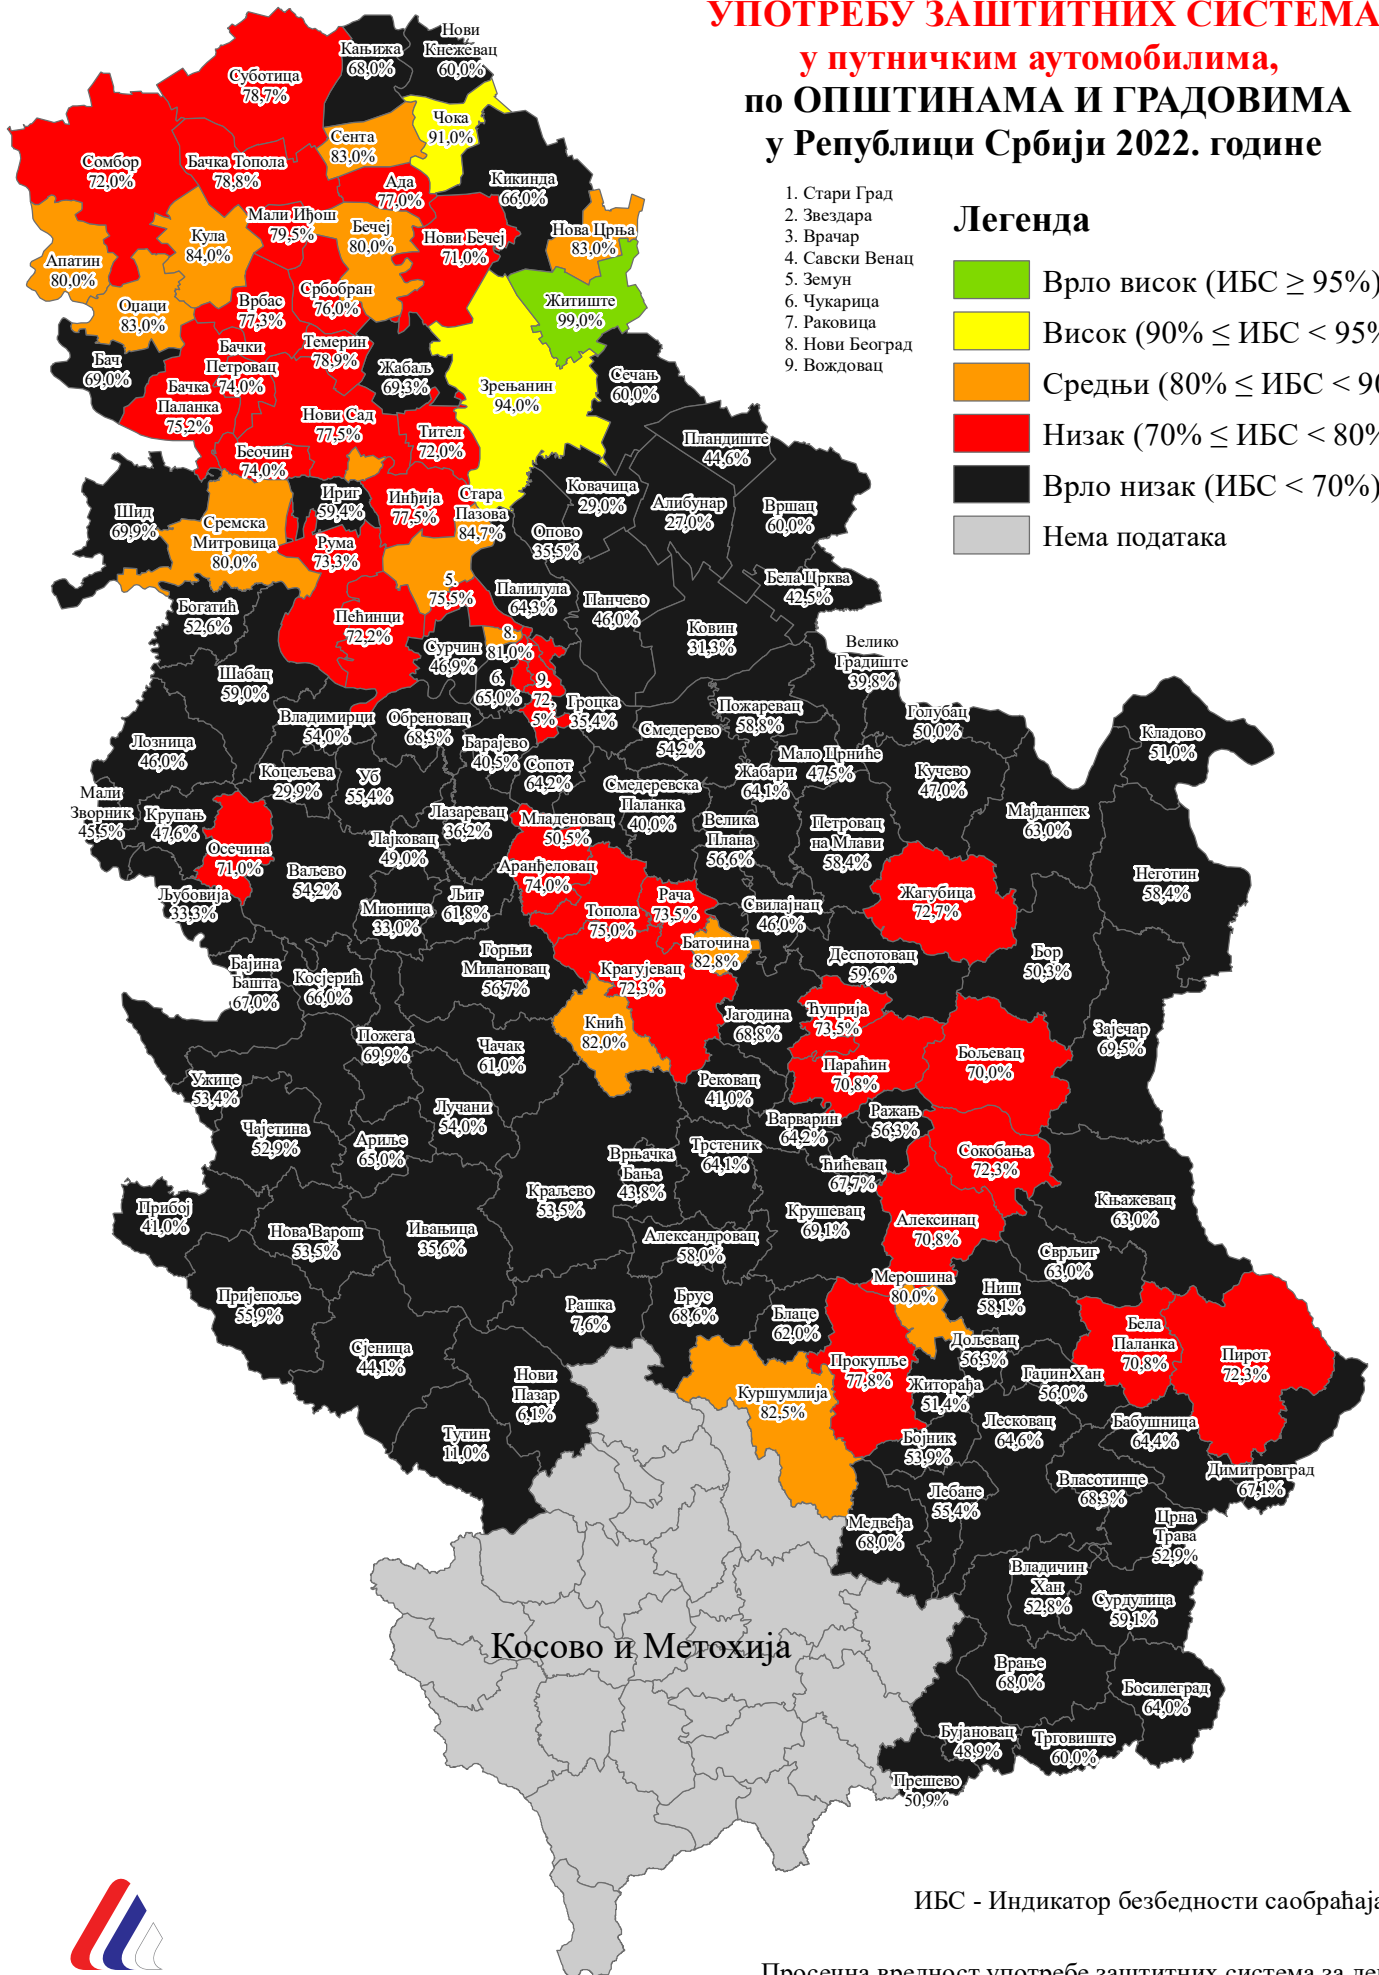 УПОТРЕБУ ЗАШТИТНИХ СИСТЕМА
у путничким аутомобилима,
по ОПШТИНАМА И ГРАДОВИМА
у Републици Србији 2022. године
1. Стари Град
2. Звездара
3. Врачар
4. Савски Венац
5. Земун
6. Чукарица
7. Раковица
8. Нови Београд
9. Вождовац
Легенда
Врло висок (ИБС ≥ 95%)
Висок (90% ≤ ИБС < 95%
Средњи (80% ≤ ИБС < 90
Низак (70% ≤ ИБС < 80%
Врло низак (ИБС < 70%)
Нема података
Нови
Кнежевац
60,0%
Кањижа
68,0%
Суботица
78,7%
Чока
91,0%
Сента
83,0%
Сомбор
72,0%
Бачка Топола
78,8%
Ада
77,0%
Кикинда
66,0%
Мали Иђош
79,5%
Бечеј
80,0%
Нови Бечеј
71,0%
Нова Црња
83,0%
Кула
84,0%
Апатин
80,0%
Оџаци
83,0%
Врбас
77,3%
Србобран
76,0%
Житиште
99,0%
Бач
69,0%
Бачки
Петровац
74,0%
Темерин
78,9%
Жабаљ
69,3%
Зрењанин
94,0%
Сечањ
60,0%
Бачка
Паланка
75,2%
Нови Сад
77,5%
Тител
72,0%
Пландиште
44,6%
Беочин
74,0%
Шид
69,9%
Ириг
59,4%
Инђија
77,5%
Стара
Пазова
84,7%
Ковачица
29,0%
Алибунар
27,0%
Вршац
60,0%
Сремска
Митровица
80,0%
Рума
73,3%
Опово
35,5%
5.
75,5%
Палилула
64,3%
Панчево
46,0%
Бела Црква
42,5%
Богатић
52,6%
Пећинци
72,2%
Сурчин
46,9%
8.
81,0%
Ковин
31,3%
Велико
Градиште
39,8%
Шабац
59,0%
6.
65,0%
9.
72,
5%
Гроцка
35,4%
Владимирци
54,0%
Обреновац
68,3%
Пожаревац
58,8%
Голубац
50,0%
Кладово
51,0%
Лозница
46,0%
Барајево
40,5%
Смедерево
54,2%
Мало Црниће
47,5%
Коцељева
29,9%
Уб
55,4%
Сопот
64,2%
Жабари
64,1%
Кучево
47,0%
Мали
Зворник
45,5%
Крупањ
47,6%
Лазаревац
36,2%
Младеновац
50,5%
Смедеревска
Паланка
40,0%
Велика
Плана
56,6%
Петровац
на Млави
58,4%
Мајданпек
63,0%
Осечина
71,0%
Лајковац
49,0%
Аранђеловац
74,0%
Љубовија
33,3%
Ваљево
54,2%
Мионица
33,0%
Љиг
61,8%
Топола
75,0%
Рача
73,5%
Свилајнац
46,0%
Жагубица
72,7%
Неготин
58,4%
Баточина
82,8%
Деспотовац
59,6%
Бор
50,3%
Бајина
Башта
67,0%
Косјерић
66,0%
Горњи
Милановац
56,7%
Крагујевац
72,3%
Ћуприја
73,5%
Јагодина
68,8%
Пожега
69,9%
Чачак
61,0%
Кнић
82,0%
Параћин
70,8%
Бољевац
70,0%
Зајечар
69,5%
Ужице
53,4%
Рековац
41,0%
Чајетина
52,9%
Лучани
54,0%
Ариље
65,0%
Варварин
64,2%
Ражањ
56,3%
Врњачка
Бања
43,8%
Трстеник
64,1%
Ћићевац
67,7%
Сокобања
72,3%
Прибој
41,0%
Краљево
53,5%
Крушевац
69,1%
Алексинац
70,8%
Књажевац
63,0%
Нова Варош
53,5%
Ивањица
35,6%
Александровац
58,0%
Сврљиг
63,0%
Пријепоље
55,9%
Рашка
7,6%
Брус
68,6%
Блаце
62,0%
Мерошина
80,0%
Ниш
58,1%
Сјеница
44,1%
Дољевац
56,3%
Бела
Паланка
70,8%
Пирот
72,3%
Нови
Пазар
6,1%
Куршумлија
82,5%
Прокупље
77,8%
Житорађа
51,4%
Гаџин Хан
56,0%
Тутин
11,0%
Лесковац
64,6%
Бабушница
64,4%
Бојник
53,9%
Димитровград
67,1%
Лебане
55,4%
Власотинце
68,3%
Медвеђа
68,0%
Црна
Трава
52,9%
Владичин
Хан
52,8%
Сурдулица
59,1%
Косово и Метохија
Врање
68,0%
Босилеград
64,0%
Бујановац
48,9%
Трговиште
60,0%
Прешево
50,9%
ИБС - Индикатор безбедности саобраћаја
Просечна вредност употребе заштитних система за